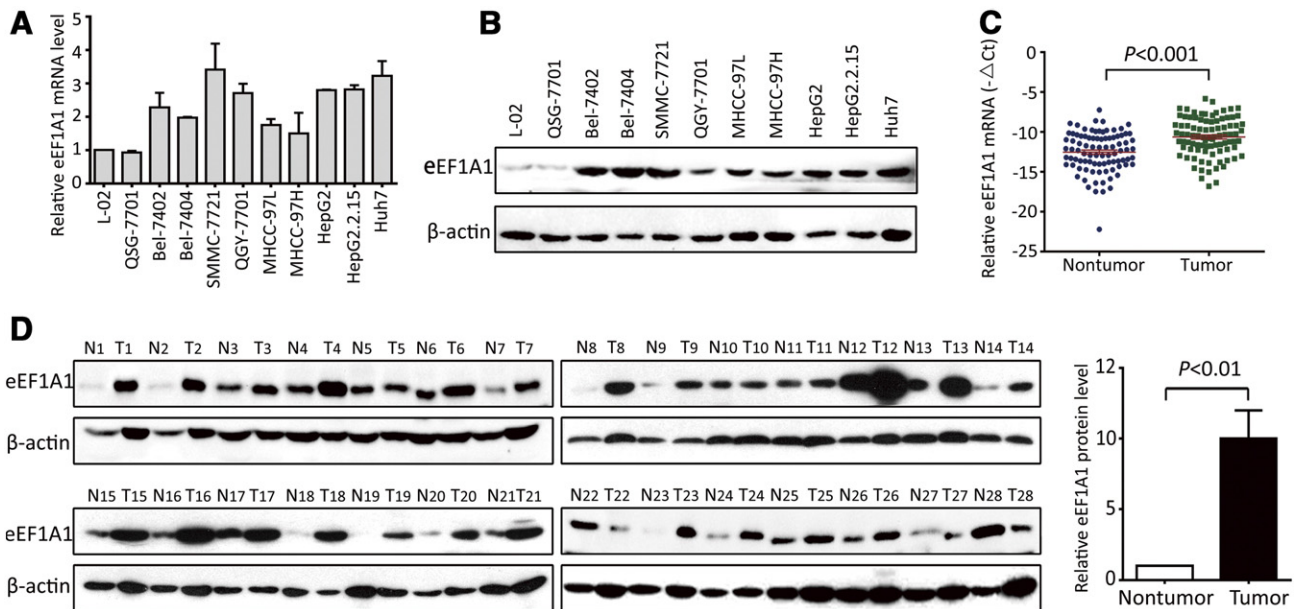 A
Relative eEF1A1 mRNA level
5
4
3
2
1
0
L-02
QSG-7701
Bel-7402
Bel-7404
SMMC-7721
QGY-7701
MHCC-97L
MHCC-97H
HepG2
HepG2.2.15
Huh7
B
L-02
QSG-7701
Bel-7402
Bel-7404
SMMC-7721
QGY-7701
MHCC-97L
MHCC-97H
HepG2
HepG2.2.15
Huh7
eEF1A1
β-actin
C
Relative eEF1A1 mRNA (-△Ct)
0
-5
-10
-15
-20
-25
P<0.001
Nontumor Tumor
D
N1 T1 N2 T2 N3 T3 N4 T4 N5 T5 N6 T6 N7 T7
N8 T8 N9 T9 N10 T10 N11 T11 N12 T12 N13 T13 N14 T14
eEF1A1
β-actin
N15 T15 N16 T16 N17 T17 N18 T18 N19 T19 N20 T20 N21 T21
N22 T22 N23 T23 N24 T24 N25 T25 N26 T26 N27 T27 N28 T28
eEF1A1
β-actin
Relative eEF1A1 protein level
12
10
5
0
P<0.01
Nontumor Tumor